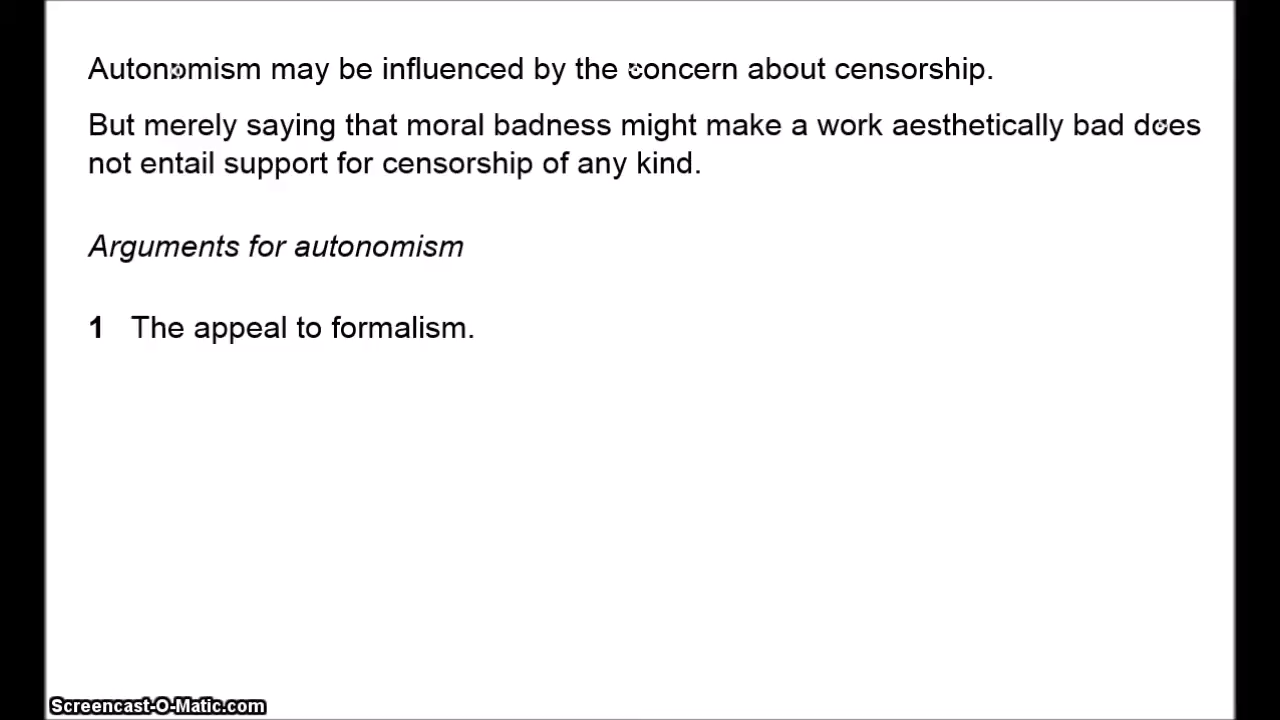 Autonomism may be influenced by the concern about censorship.
But merely saying that moral badness might make a work aesthetically bad does
not entail support for censorship of any kind.
Arguments for autonomism
1 The appeal to formalism.
Screencast-O-Matic.com